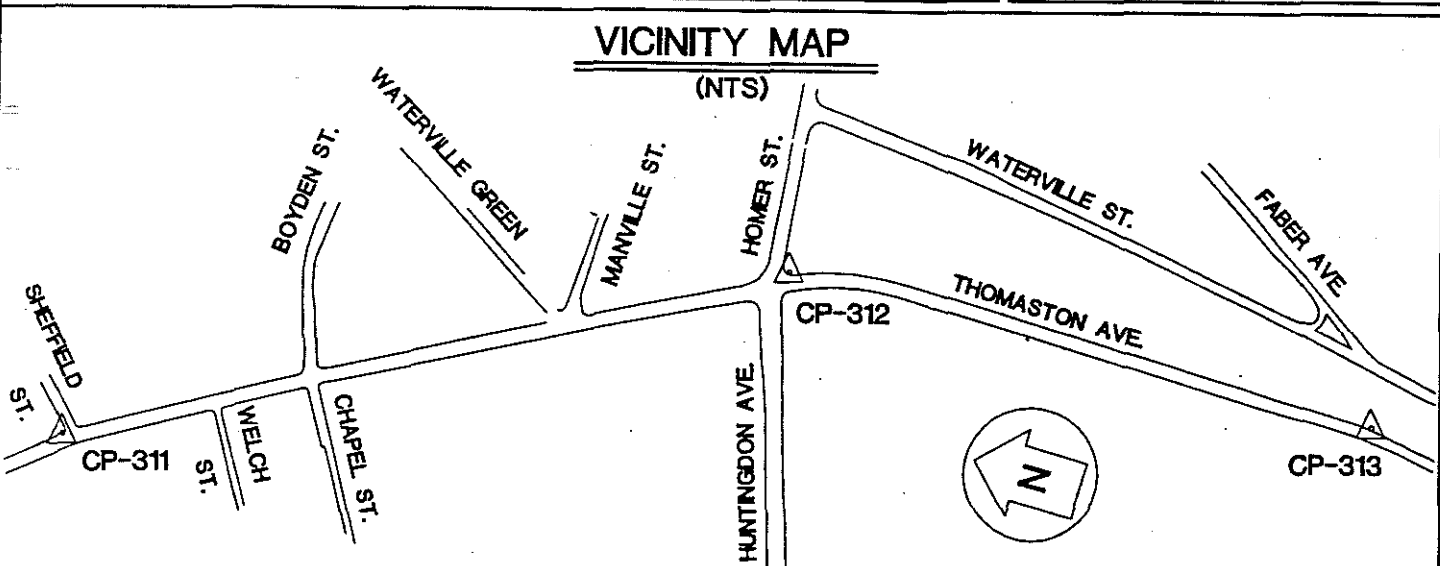 VICINITY MAP
(NTS)
WATERVILLE GREEN
BOYDEN ST.
MANVILLE ST.
HOMER ST.
WATERVILLE ST.
FABER AVE.
SHEFFIELD
ST.
CP-311
WELCH
ST.
CHAPEL ST.
CP-312
THOMASTON AVE.
HUNTINGDON AVE.
N
CP-313